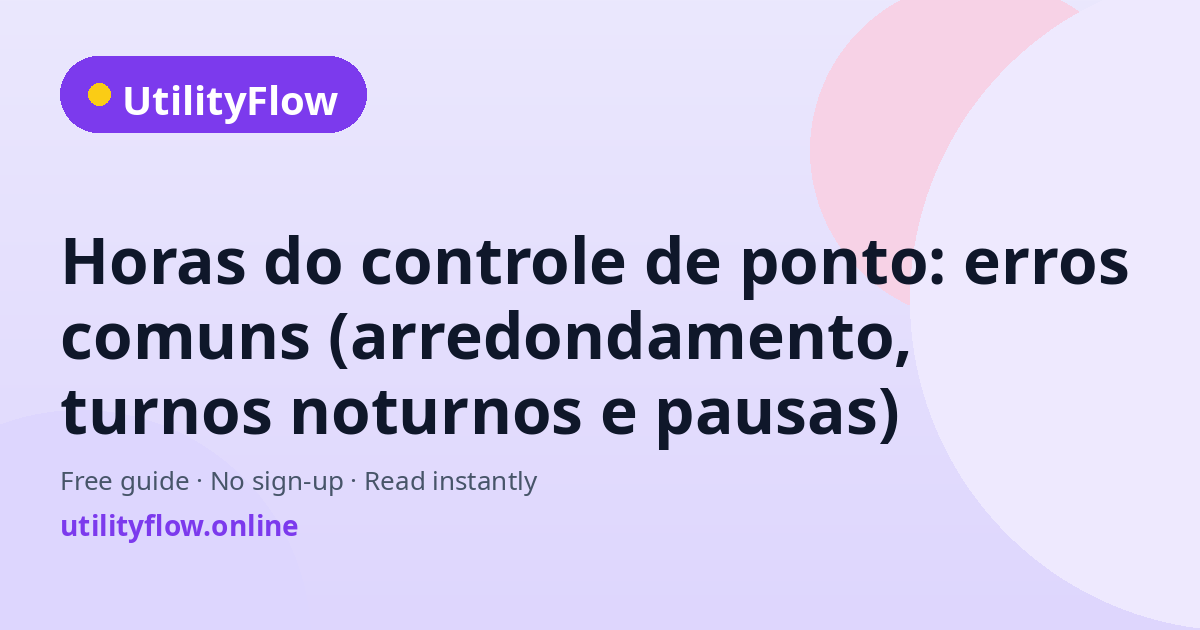 UtilityFlow
Horas do controle de ponto: erros
comuns (arredondamento,
turnos noturnos e pausas)
Free guide · No sign-up · Read instantly
utilityflow.online